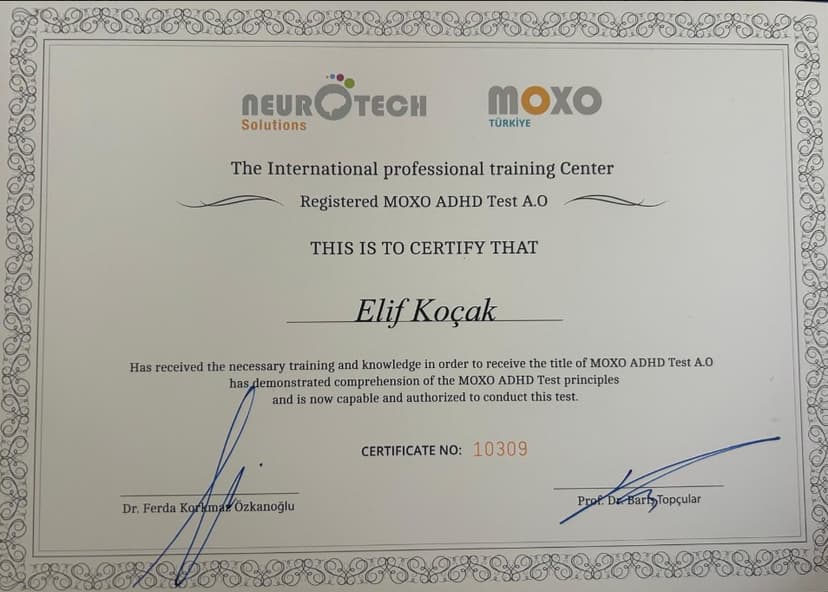 NEUROTECH
Solutions
MOXO
TÜRKİYE
The International professional training Center
Registered MOXO ADHD Test A.O
THIS IS TO CERTIFY THAT
Elif Koçak
Has received the necessary training and knowledge in order to receive the title of MOXO ADHD Test A.O
has demonstrated comprehension of the MOXO ADHD Test principles
and is now capable and authorized to conduct this test.
CERTIFICATE NO: 10309
Dr. Ferda Korkmaz Özkanoğlu
Prof. Dr. Barış Topçular